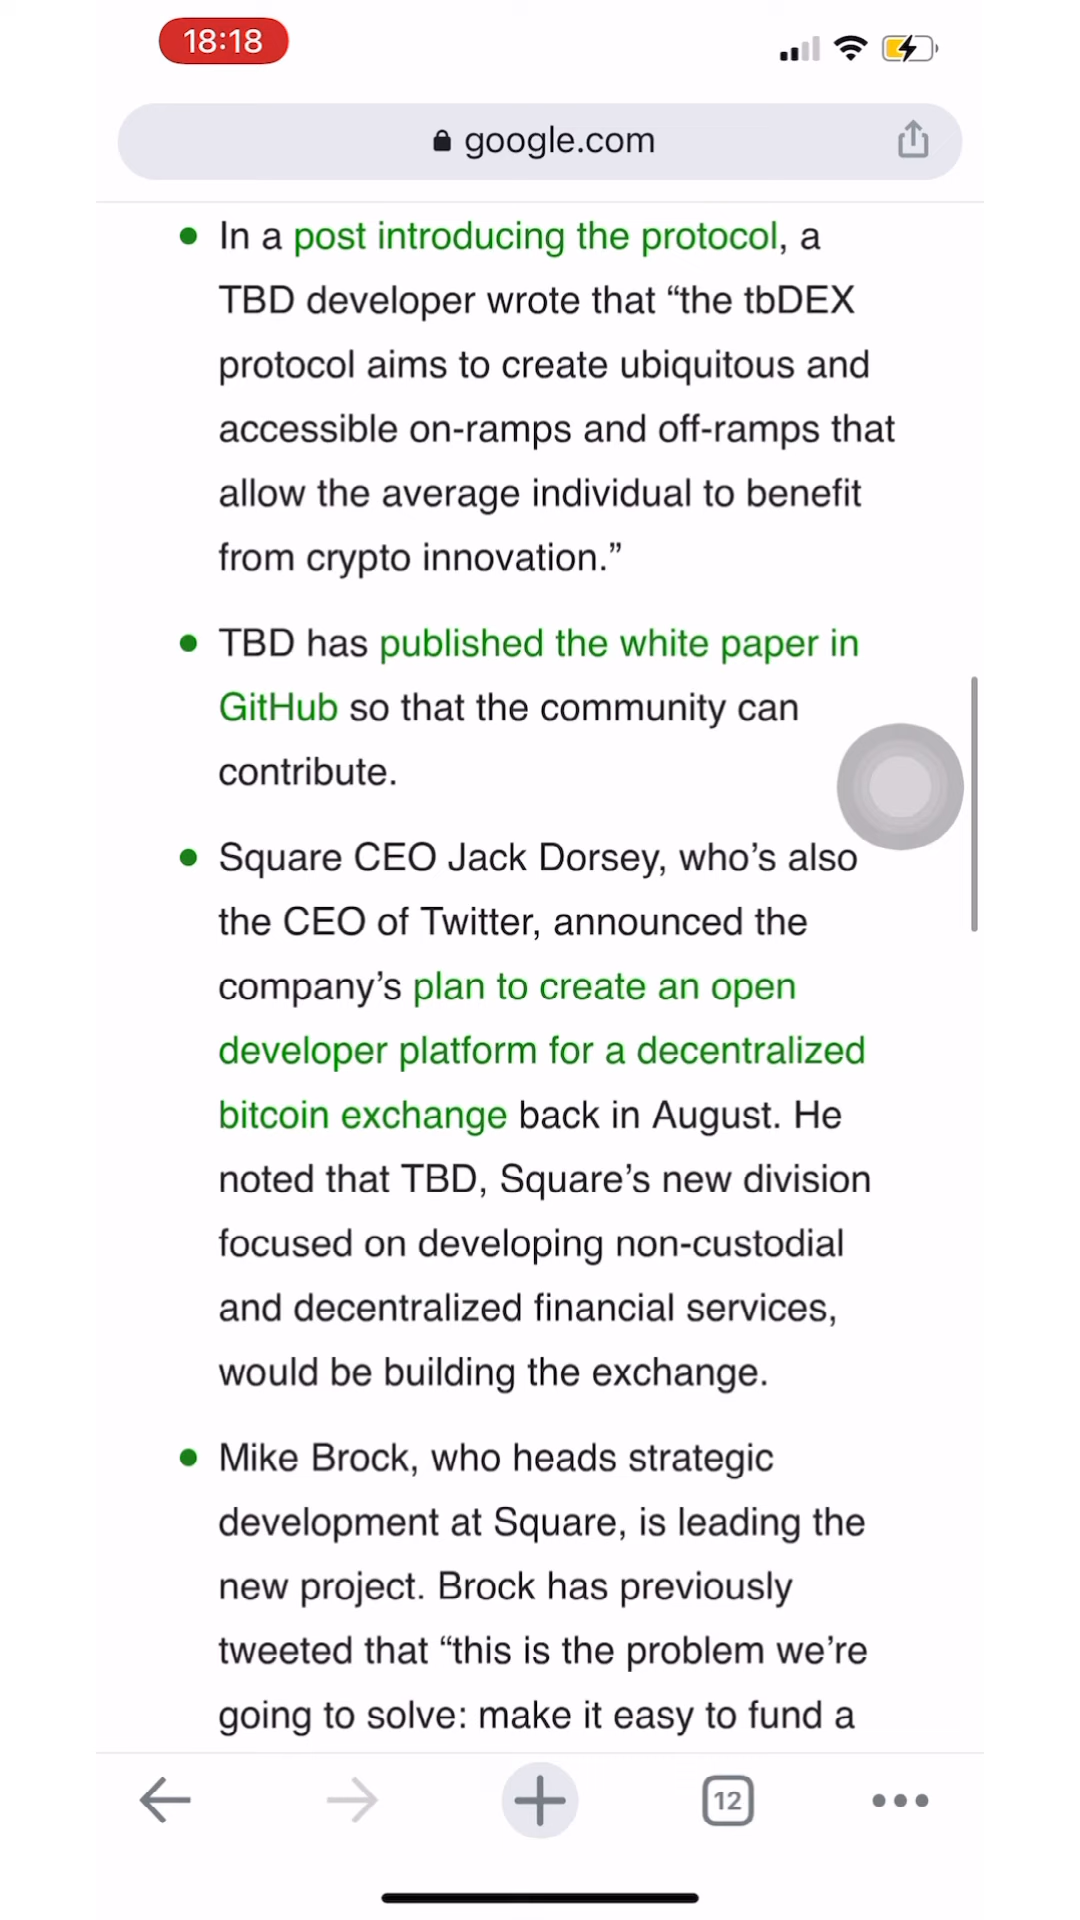 18:18
google.com
In a post introducing the protocol, a
TBD developer wrote that “the tbDEX
protocol aims to create ubiquitous and
accessible on-ramps and off-ramps that
allow the average individual to benefit
from crypto innovation.”
TBD has published the white paper in
GitHub so that the community can
contribute.
Square CEO Jack Dorsey, who’s also
the CEO of Twitter, announced the
company’s plan to create an open
developer platform for a decentralized
bitcoin exchange back in August. He
noted that TBD, Square’s new division
focused on developing non-custodial
and decentralized financial services,
would be building the exchange.
Mike Brock, who heads strategic
development at Square, is leading the
new project. Brock has previously
tweeted that “this is the problem we’re
going to solve: make it easy to fund a
12